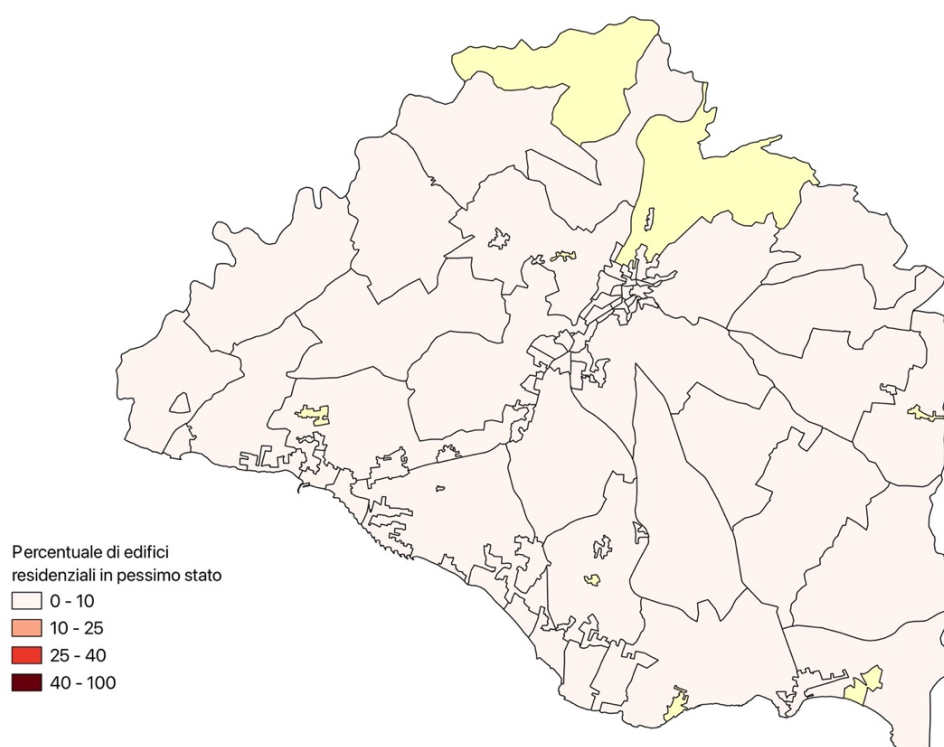 Percentuale di edifici
residenziali in pessimo stato
0 - 10
10 - 25
25 - 40
40 - 100